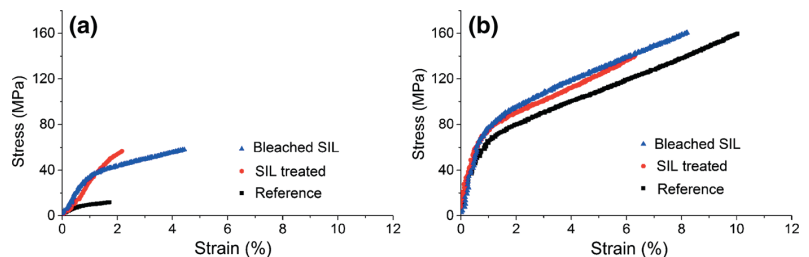 (a)
Stress (MPa)
160
120
80
40
0
Bleached SIL
SIL treated
Reference
0 2 4 6 8 10 12
Strain (%)
(b)
Stress (MPa)
160
120
80
40
0
Bleached SIL
SIL treated
Reference
0 2 4 6 8 10 12
Strain (%)